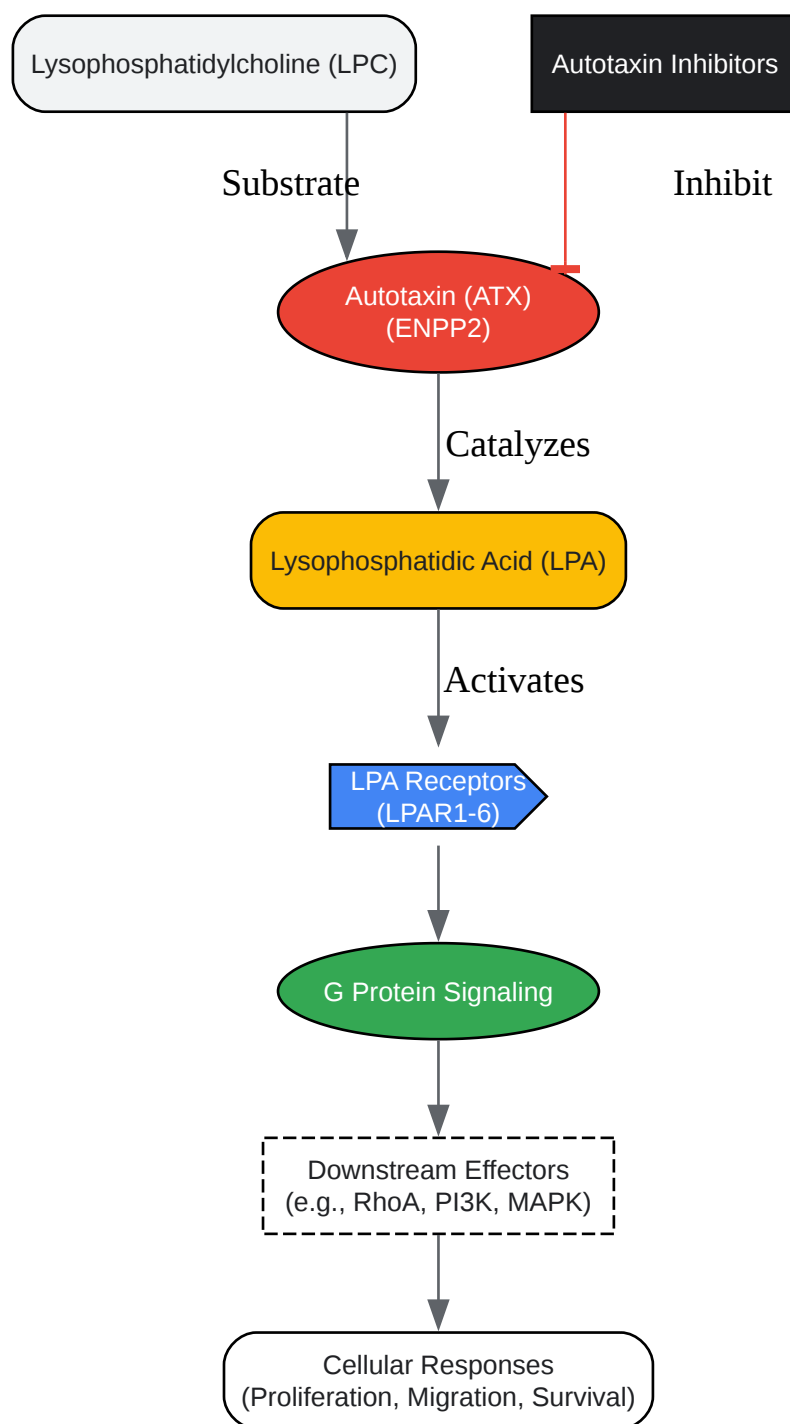 Lysophosphatidylcholine (LPC)
Autotaxin Inhibitors
Substrate
Inhibit
Autotaxin (ATX)
(ENPP2)
Catalyzes
Lysophosphatidic Acid (LPA)
Activates
LPA Receptors
(LPAR1-6)
G Protein Signaling
Downstream Effectors
(e.g., RhoA, PI3K, MAPK)
Cellular Responses
(Proliferation, Migration, Survival)